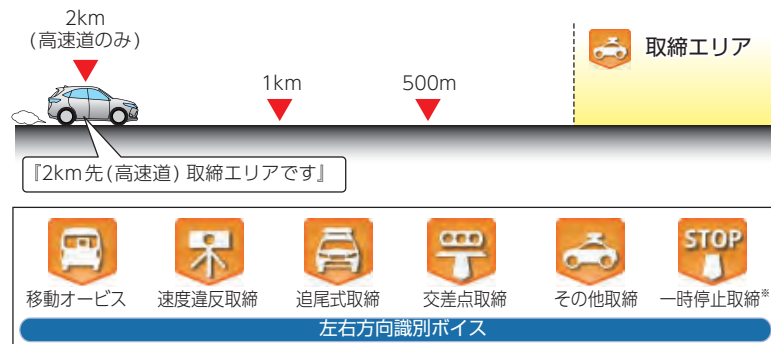 2km
(高速道のみ)
取締エリア
1km
500m
『2km先(高速道) 取締エリアです』
移動オービス
速度違反取締
追尾式取締
交差点取締
その他取締
STOP
一時停止取締※
左右方向識別ボイス